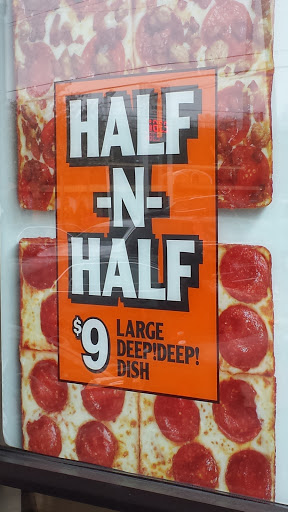 HALF
-N-
HALF
$9 LARGE
DEEP!DEEP!
DISH